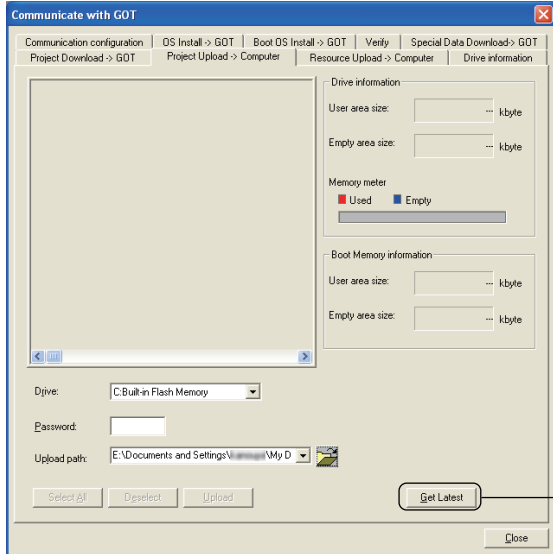 Communicate with GOT
Communication configuration OS Install -> GOT Boot OS Install -> GOT Verify Special Data Download-> GOT
Project Download -> GOT Project Upload -> Computer Resource Upload -> Computer Drive information
Drive information
User area size: --- kbyte
Empty area size: --- kbyte
Memory meter
Used Empty
Boot Memory information
User area size: --- kbyte
Empty area size: --- kbyte
Drive: C:Built-in Flash Memory
Password:
Upload path: E:\Documents and Settings\ \My D
Select All Deselect Upload Get Latest
Close